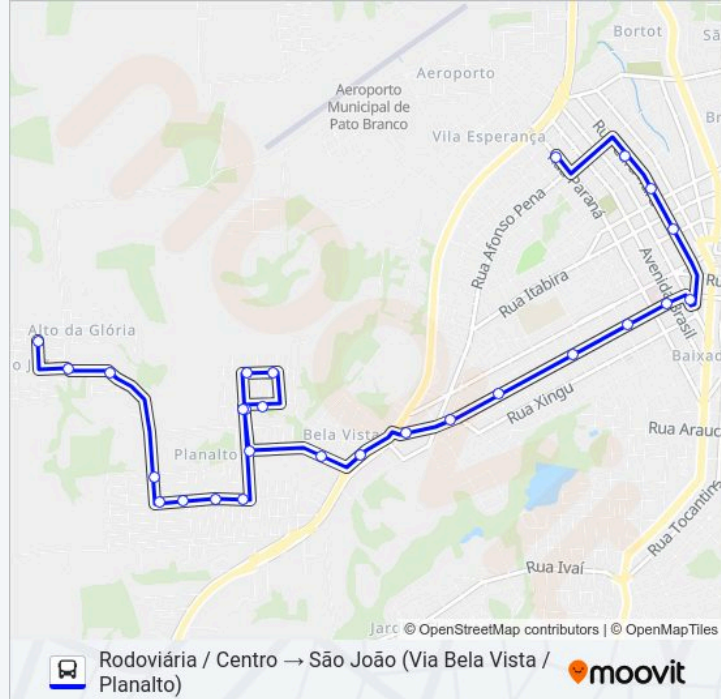 Bortot
Aeroporto
Aeroporto
Municipal de
Pato Branco
Vila Esperança
Rua Afonso Pena
Paraná
Rua Itabira
Avenida Brasil
Alto da Glória
Baixad
Rua Xingu
Bela Vista
Rua Arauc
Planalto
Rua Tocantins
Rua Ivaí
© OpenStreetMap contributors | © OpenMapTiles
Rodoviária / Centro → São João (Via Bela Vista /
Planalto)
moovit